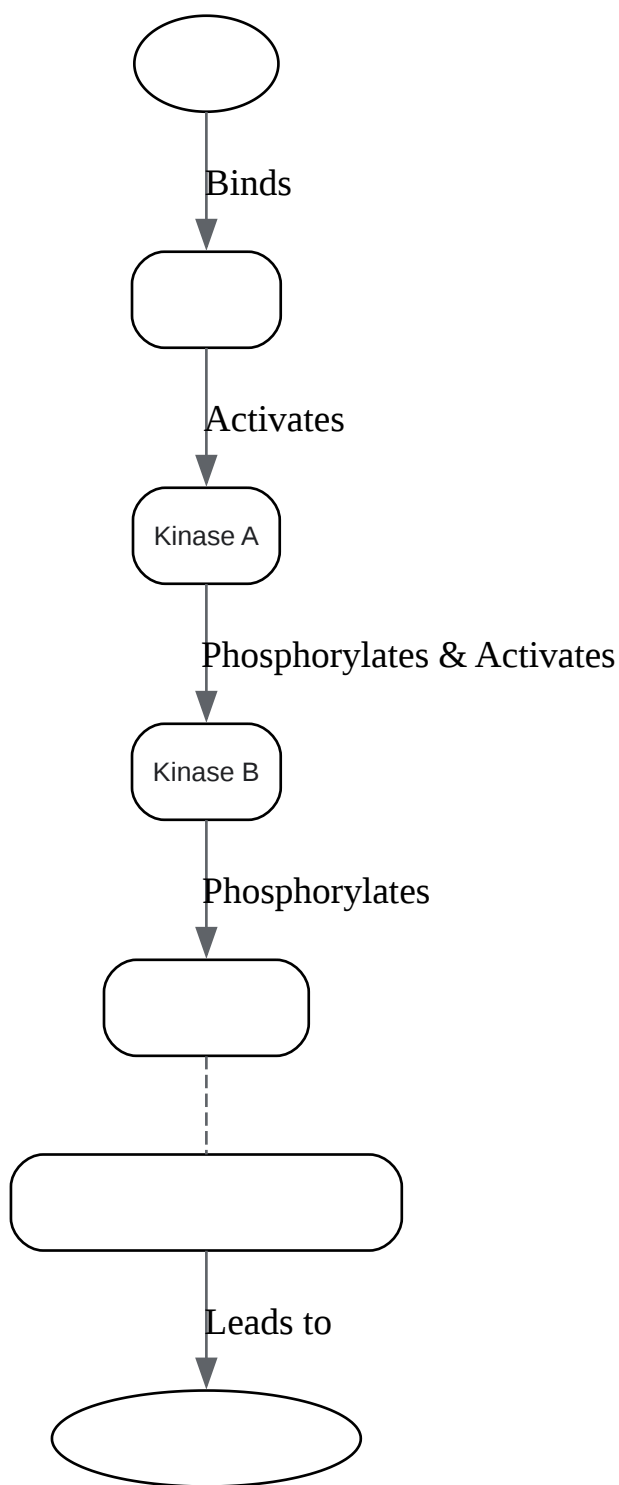 Binds
Activates
Kinase A
Phosphorylates & Activates
Kinase B
Phosphorylates
Leads to